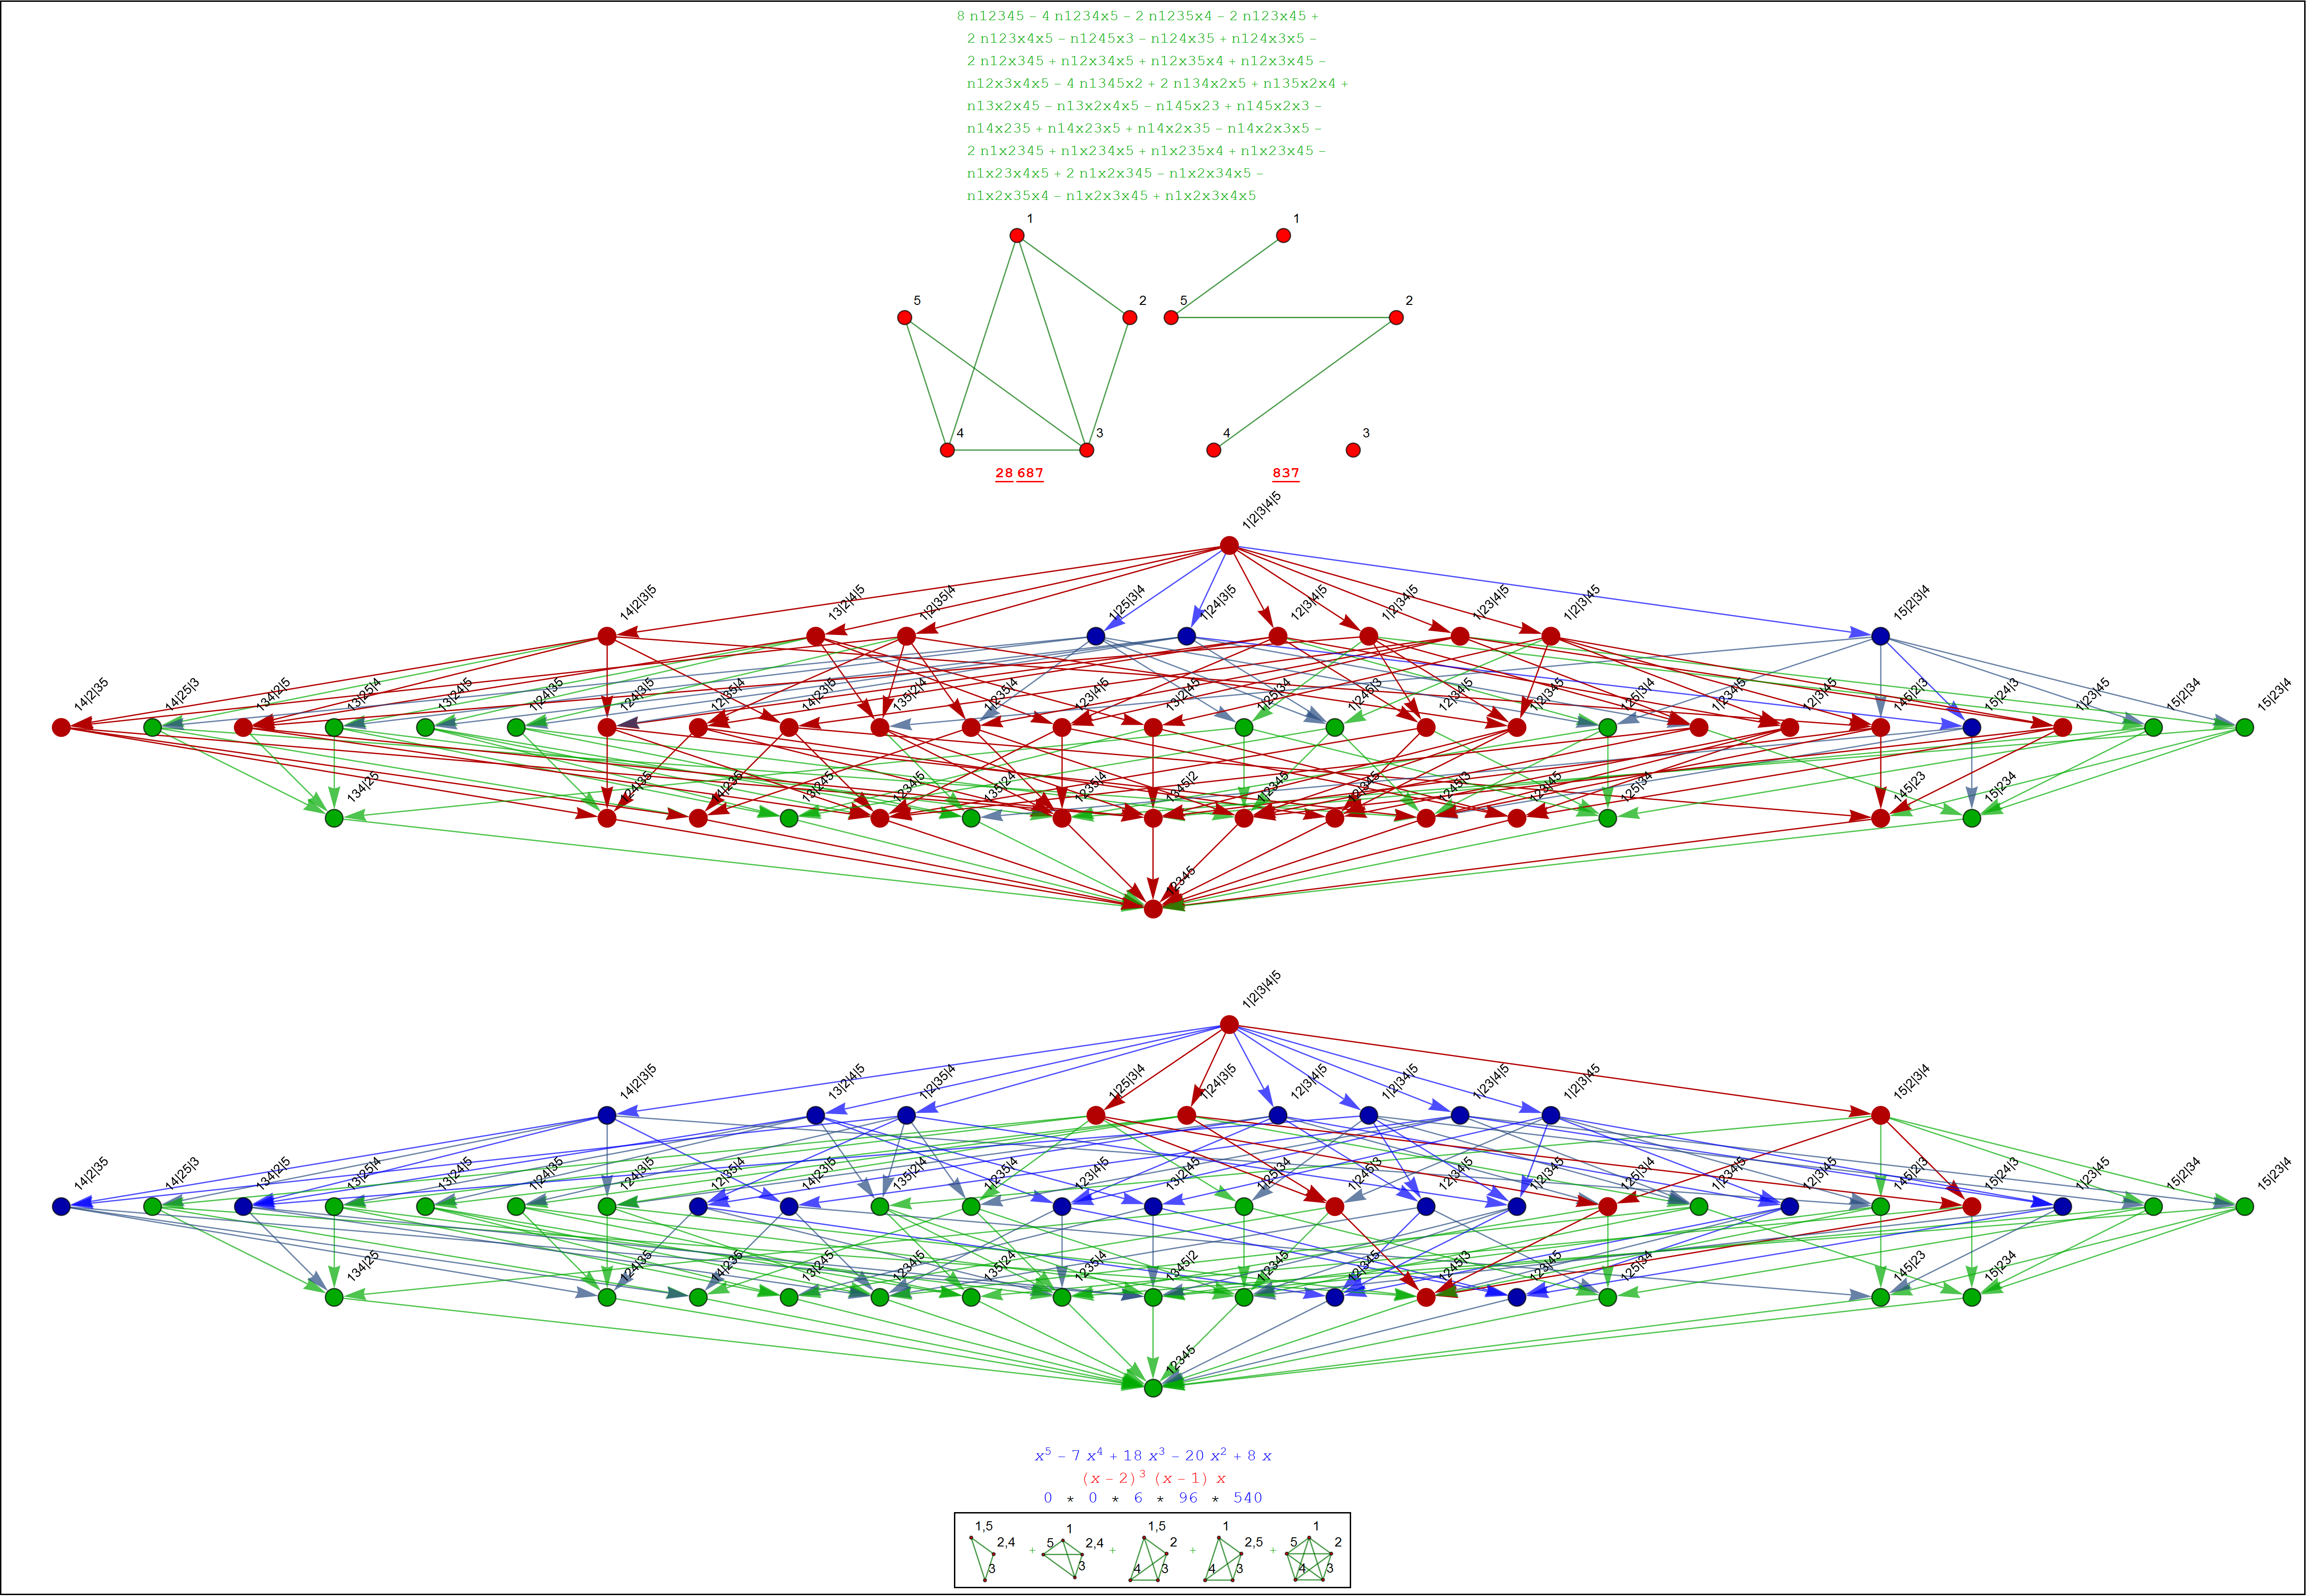 8 n12345 – 4 n1234x5 – 2 n1235x4 – 2 n123x45 +
2 n123x4x5 – n1245x3 – n124x35 + n124x3x5 –
2 n12x345 + n12x34x5 + n12x35x4 + n12x3x45 –
n12x3x4x5 – 4 n1345x2 + 2 n134x2x5 + n135x2x4 +
n13x2x45 – n13x2x4x5 – n145x23 + n145x2x3 –
n14x235 + n14x23x5 + n14x2x35 – n14x2x3x5 –
2 n1x2345 + n1x234x5 + n1x235x4 + n1x23x45 –
n1x23x4x5 + 2 n1x2x345 – n1x2x34x5 –
n1x2x35x4 – n1x2x3x45 + n1x2x3x4x5
1 1
5 2 5 2
4 3 4 3
28 687 837
1|2|3|4|5
14|2|3|5 13|2|4|5 1|2|35|4 1|25|3|4 1|24|3|5 12|3|4|5 1|2|34|5 1|23|4|5 1|2|3|45 15|2|3|4
14|2|35 14|25|3 134|2|5 13|25|4 13|24|5 1|24|35 124|3|5 12|35|4 14|23|5 135|2|4 1|235|4 123|4|5 13|2|45 1|25|34 1|245|3 12|34|5 1|2|345 125|3|4 1|234|5 12|3|45 145|2|3 15|24|3 1|23|45 15|2|34 15|23|4
134|25 124|35 14|235 13|245 1234|5 135|24 1235|4 1345|2 1|2345 12|345 1245|3 123|45 125|34 145|23 15|234
12345
1|2|3|4|5
14|2|3|5 13|2|4|5 1|2|35|4 1|25|3|4 1|24|3|5 12|3|4|5 1|2|34|5 1|23|4|5 1|2|3|45 15|2|3|4
14|2|35 14|25|3 134|2|5 13|25|4 13|24|5 1|24|35 124|3|5 12|35|4 14|23|5 135|2|4 1|235|4 123|4|5 13|2|45 1|25|34 1|245|3 12|34|5 1|2|345 125|3|4 1|234|5 12|3|45 145|2|3 15|24|3 1|23|45 15|2|34 15|23|4
134|25 124|35 14|235 13|245 1234|5 135|24 1235|4 1345|2 1|2345 12|345 1245|3 123|45 125|34 145|23 15|234
12345
x⁵ – 7 x⁴ + 18 x³ – 20 x² + 8 x
(x – 2)³ (x – 1) x
0 * 0 * 6 * 96 * 540
1,5 2,4 3 + 1 5 2,4 3 + 1,5 2 4 3 + 1 2,5 4 3 + 1 5 2 4 3